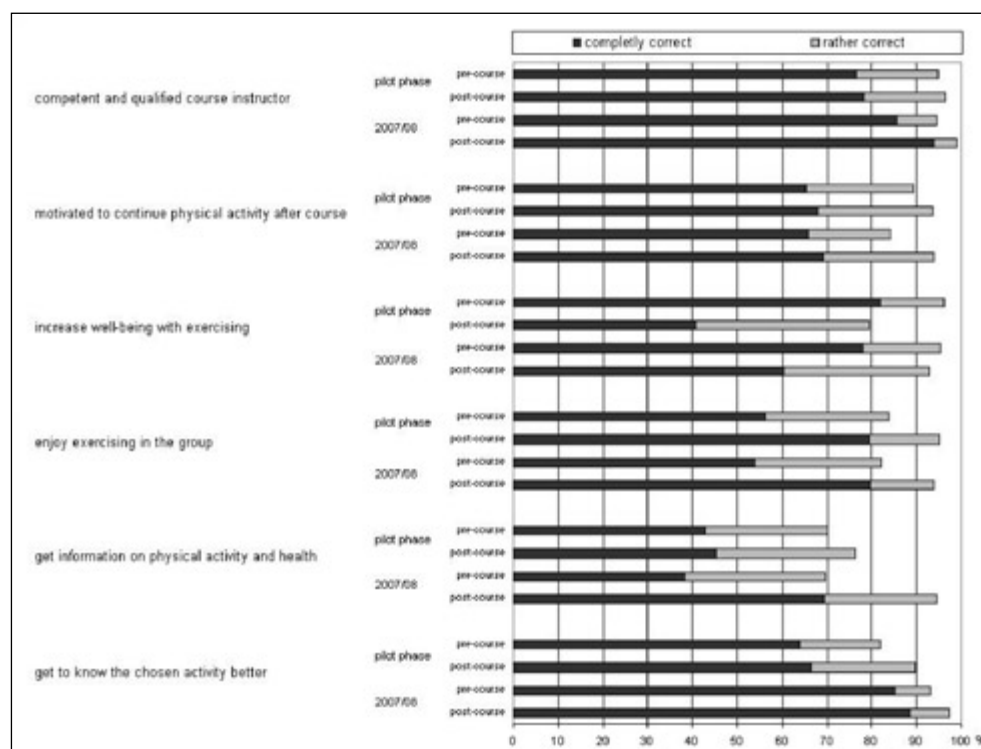 completly correct rather correct
competent and qualified course instructor
pilot phase
pre-course
post-course
2007/08
pre-course
post-course
motivated to continue physical activity after course
pilot phase
pre-course
post-course
2007/08
pre-course
post-course
increase well-being with exercising
pilot phase
pre-course
post-course
2007/08
pre-course
post-course
enjoy exercising in the group
pilot phase
pre-course
post-course
2007/08
pre-course
post-course
get information on physical activity and health
pilot phase
pre-course
post-course
2007/08
pre-course
post-course
get to know the chosen activity better
pilot phase
pre-course
post-course
2007/08
pre-course
post-course
0 10 20 30 40 50 60 70 80 90 100 %